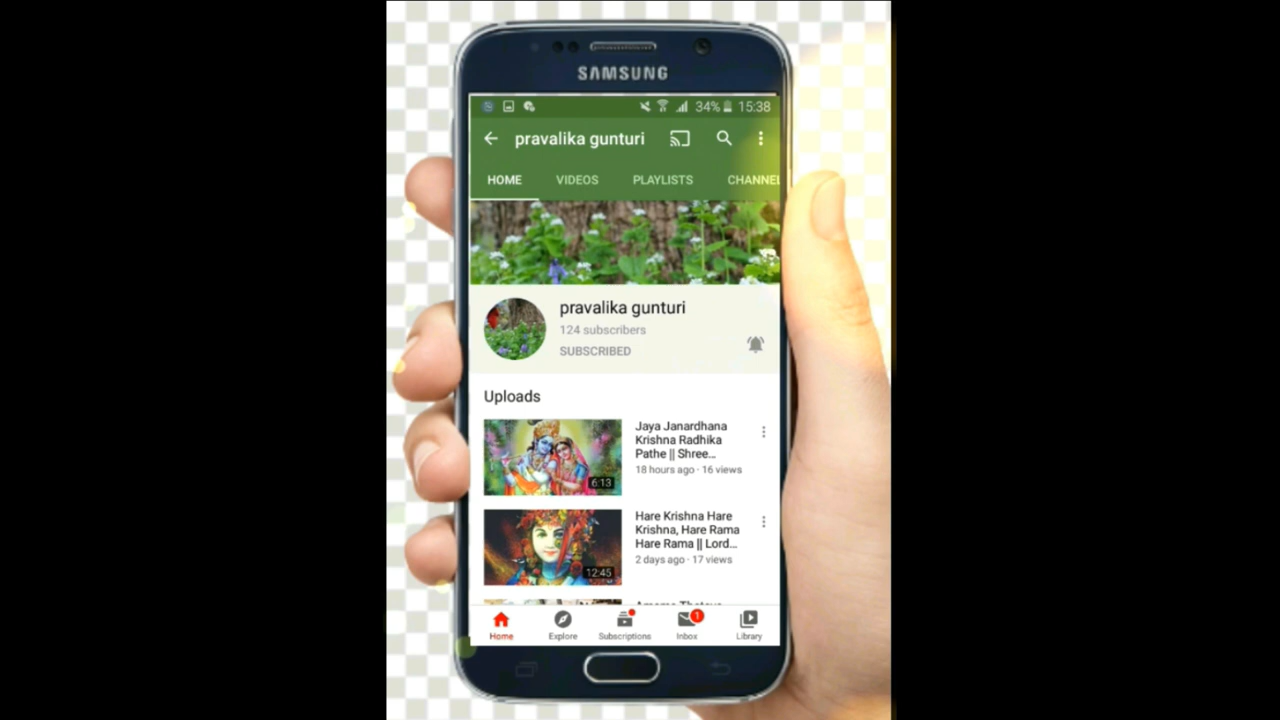 SAMSUNG
34% 15:38
pravalika gunturi
HOME VIDEOS PLAYLISTS CHANNEL
pravalika gunturi
124 subscribers
SUBSCRIBED
Uploads
Jaya Janardhana
Krishna Radhika
Pathe || Shree...
18 hours ago · 16 views
6:13
Hare Krishna Hare
Krishna, Hare Rama
Hare Rama || Lord...
2 days ago · 17 views
12:45
1
Home Explore Subscriptions Inbox Library